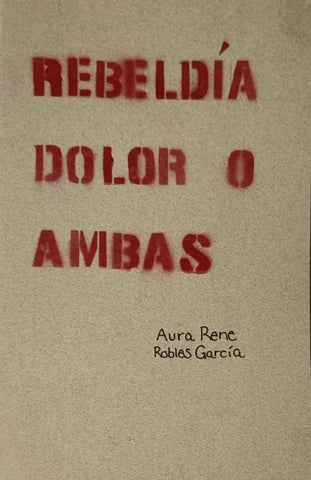 REBELDÍA
DOLOR O
AMBAS
Aura Rene
Robles García